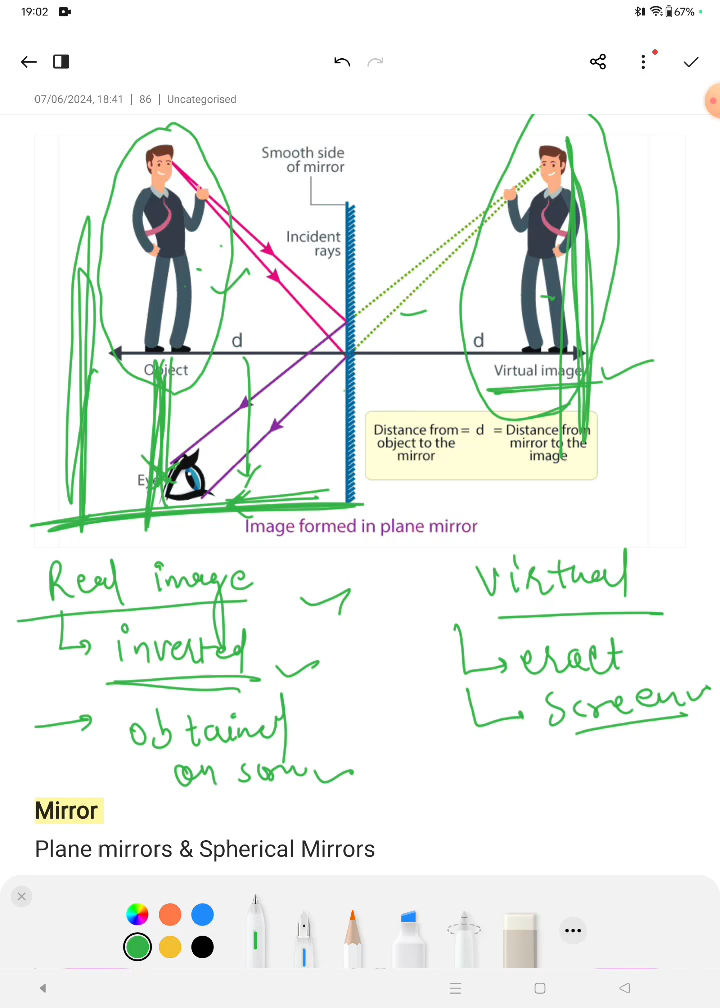 19:02 67%
07/06/2024, 18:41 | 86 | Uncategorised
Smooth side
of mirror
Incident
rays
d
d
Object
Virtual image
Distance from = d = Distance from
object to the mirror to the
mirror image
Eye
Image formed in plane mirror
Real image
inverted
obtained
on
virtual
eract
screen
Mirror
Plane mirrors & Spherical Mirrors